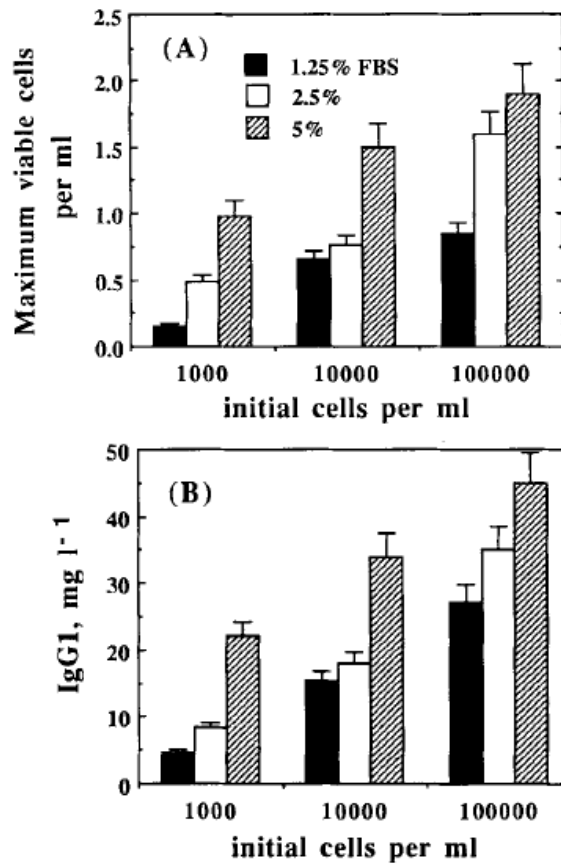 (A)
1.25% FBS
2.5%
5%
Maximum viable cells
per ml
2.5
2.0
1.5
1.0
0.5
0.0
1000 10000 100000
initial cells per ml
(B)
IgG1, mg l-1
50
40
30
20
10
0
1000 10000 100000
initial cells per ml